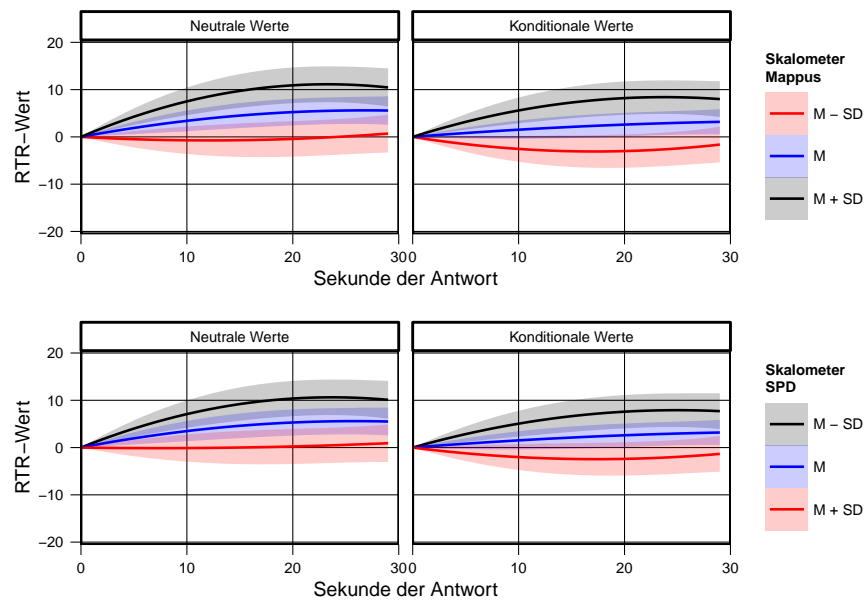 Neutrale Werte
Konditionale Werte
20
10
0
−10
−20
RTR−Wert
0
10
20
30
0
10
20
30
Sekunde der Antwort
Skalometer
Mappus
M − SD
M
M + SD
Neutrale Werte
Konditionale Werte
20
10
0
−10
−20
RTR−Wert
0
10
20
30
0
10
20
30
Sekunde der Antwort
Skalometer
SPD
M − SD
M
M + SD